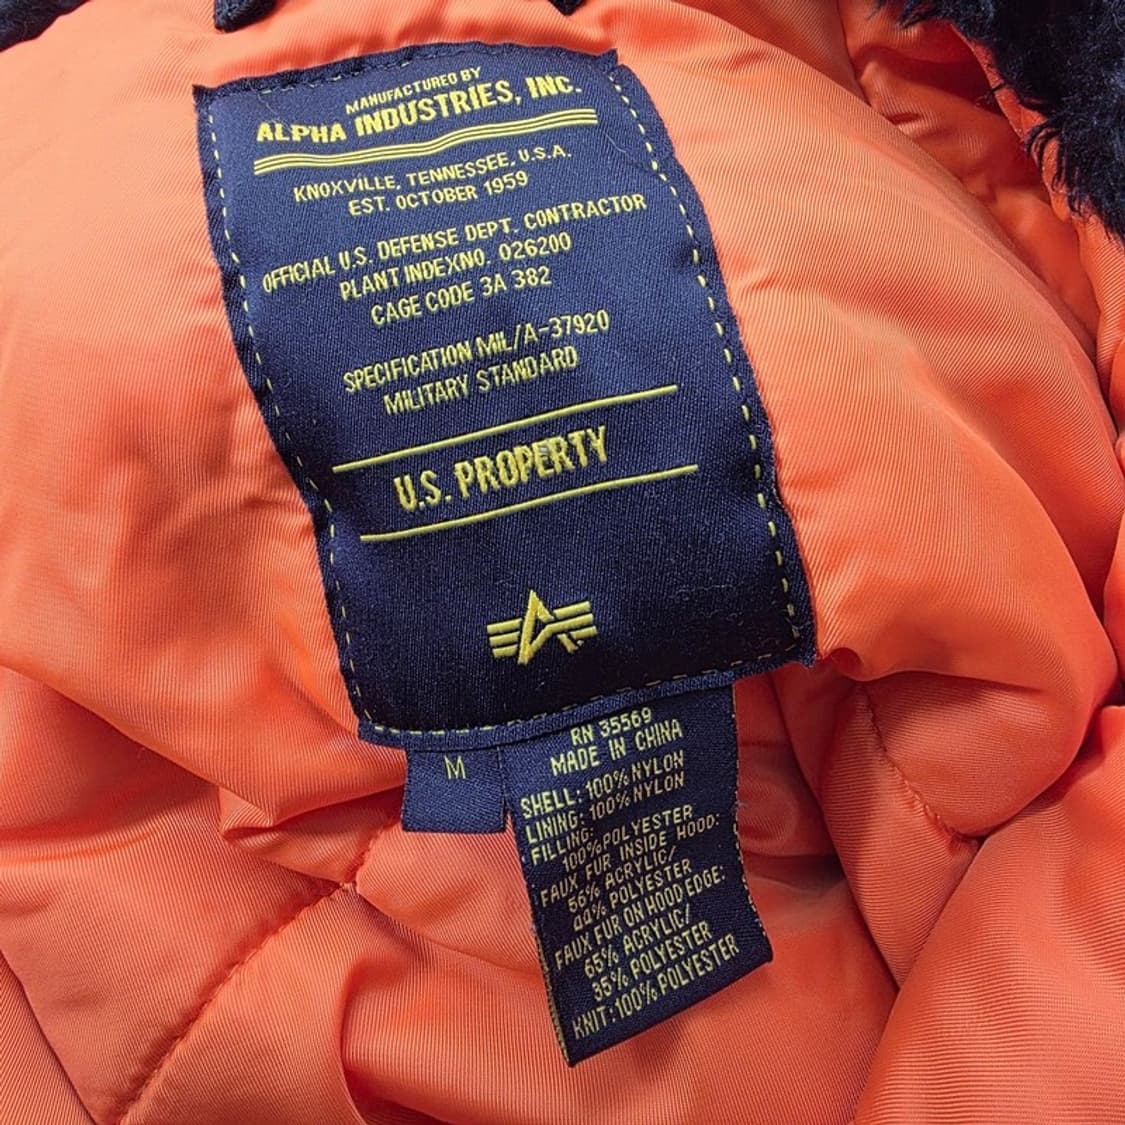 MANUFACTURED BY
ALPHA INDUSTRIES, INC.
KNOXVILLE, TENNESSEE, U.S.A.
EST. OCTOBER 1959
OFFICIAL U.S. DEFENSE DEPT. CONTRACTOR
PLANT INDEXNO. 026200
CAGE CODE 3A 382
SPECIFICATION MIL/A-37920
MILITARY STANDARD
U.S. PROPERTY
M
RN 35569
MADE IN CHINA
SHELL: 100% NYLON
LINING: 100% NYLON
FILLING:
100% POLYESTER
FAUX FUR INSIDE HOOD:
56% ACRYLIC/
44% POLYESTER
FAUX FUR ON HOOD EDGE:
65% ACRYLIC/
35% POLYESTER
KNIT: 100% POLYESTER